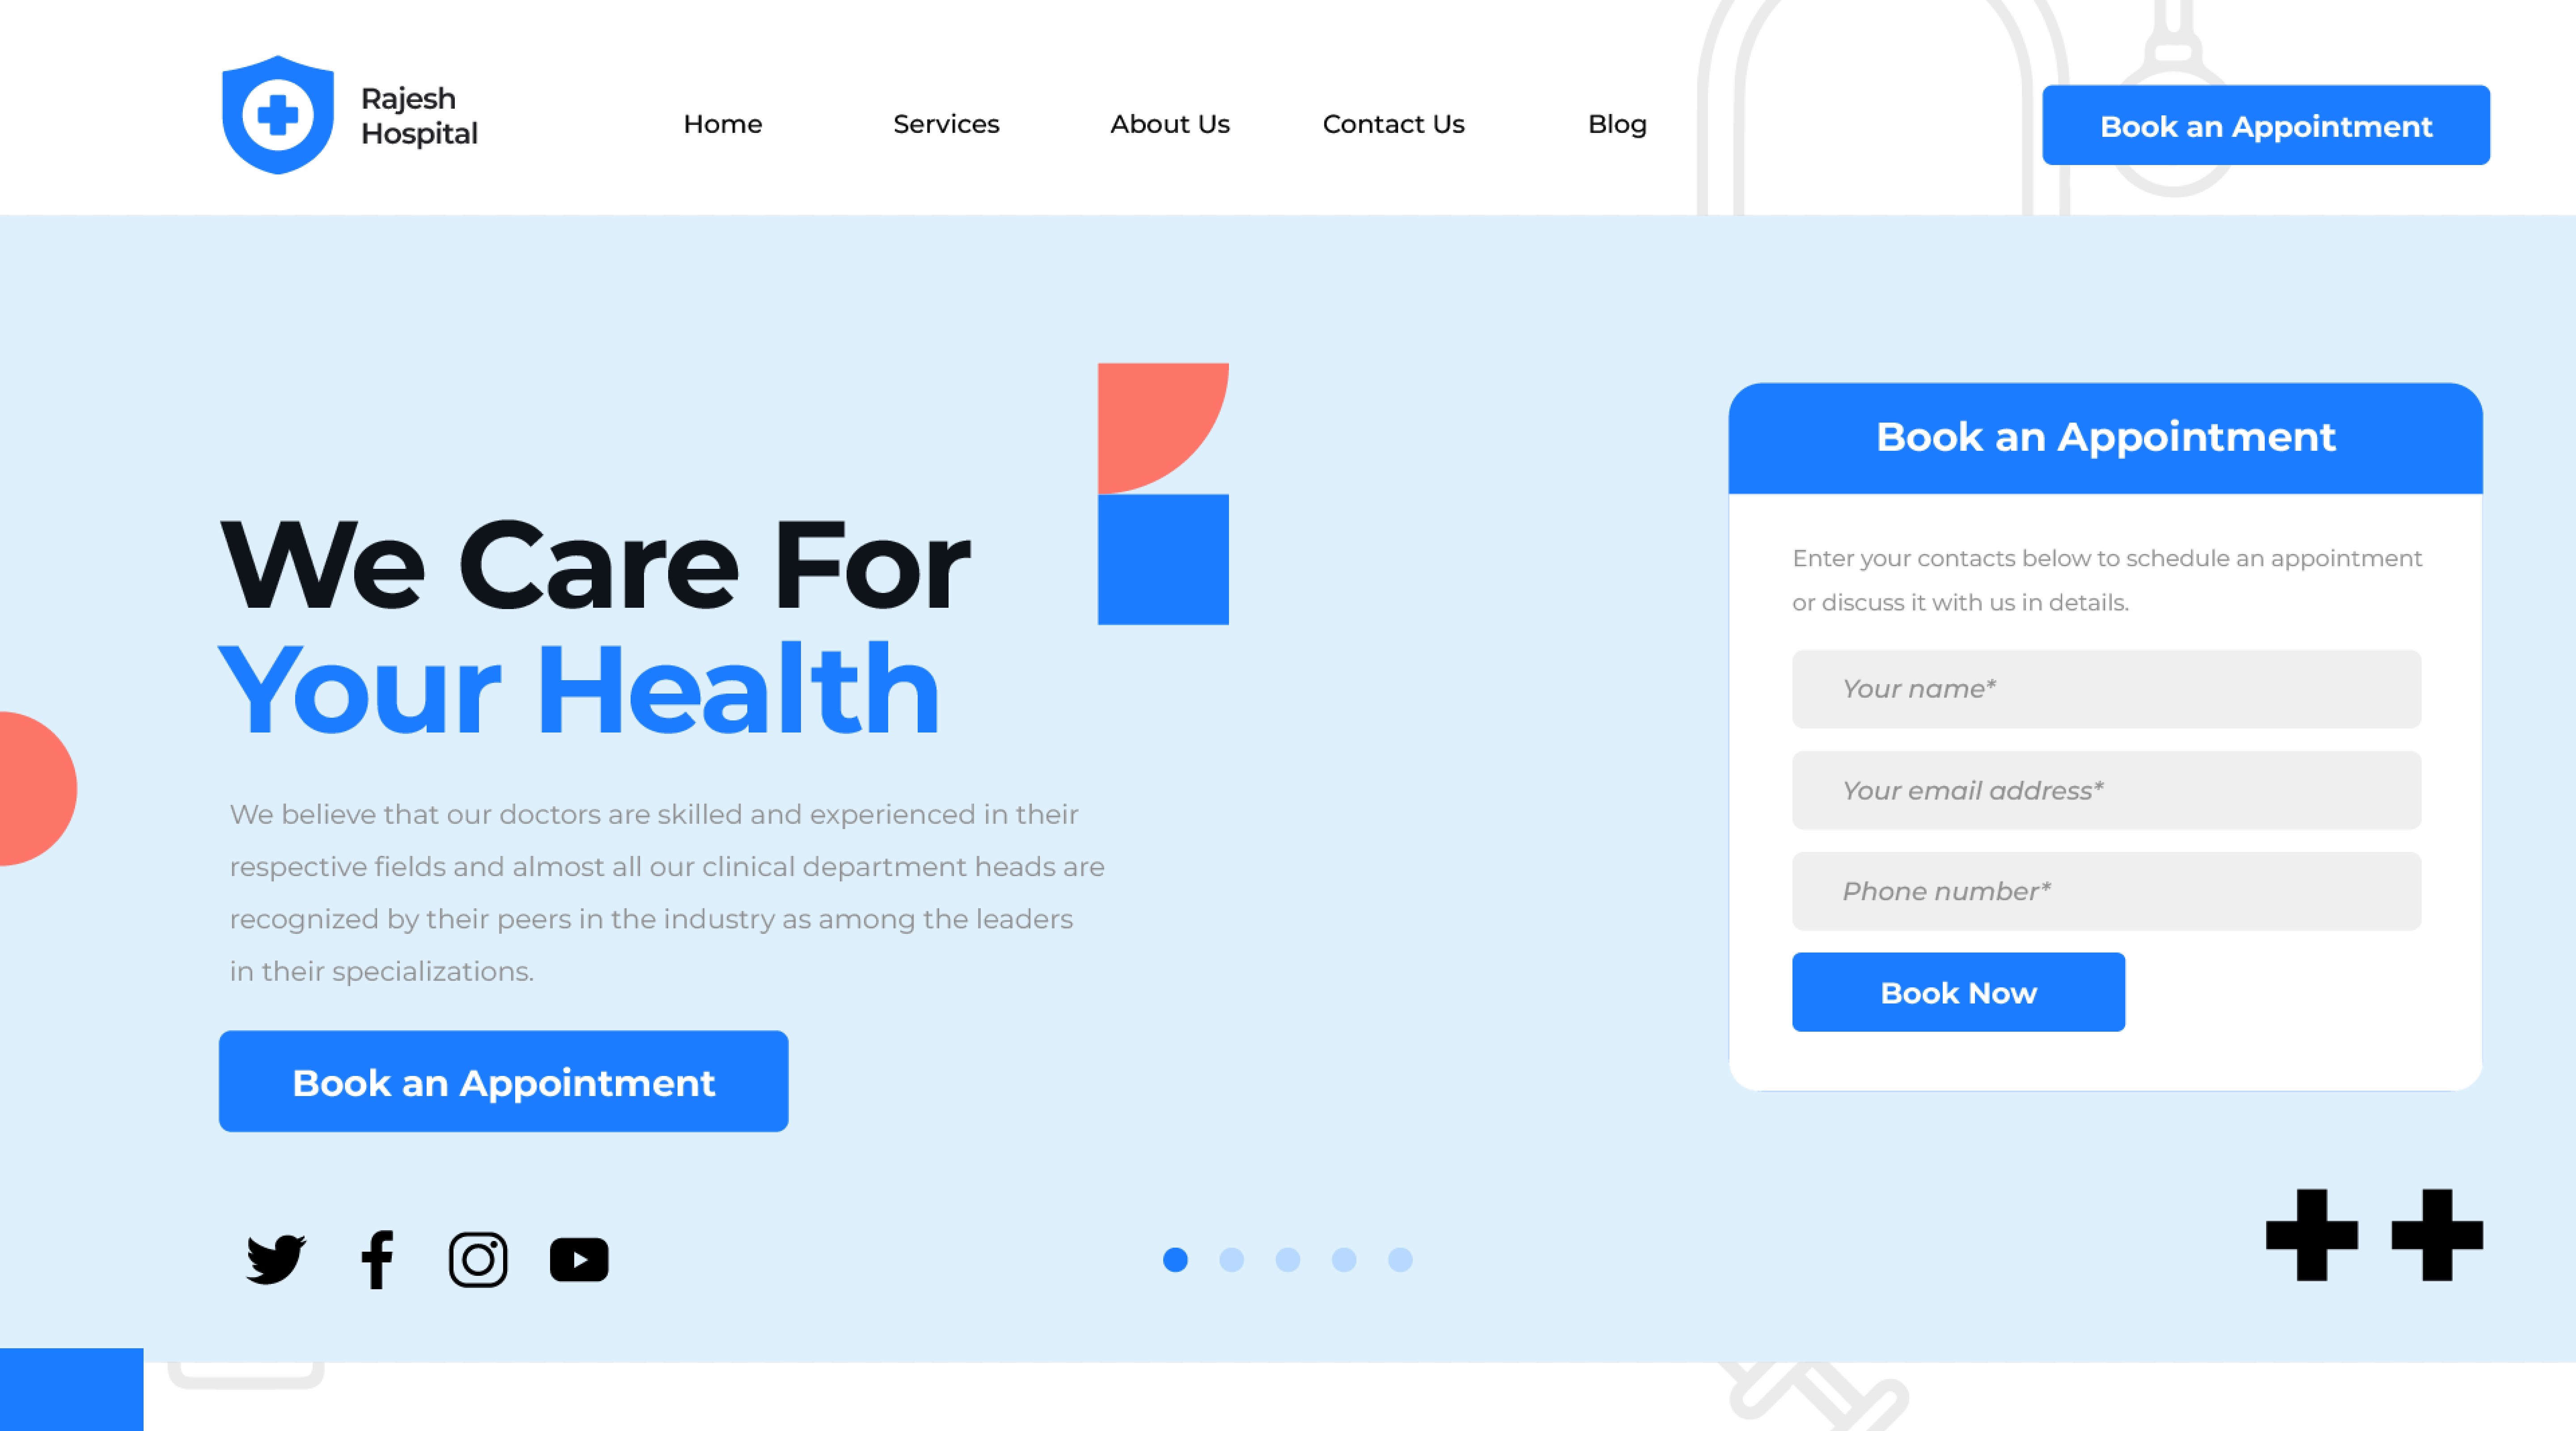 Rajesh
Hospital
Home
Services
About Us
Contact Us
Blog
Book an Appointment
We Care For
Your Health
We believe that our doctors are skilled and experienced in their
respective fields and almost all our clinical department heads are
recognized by their peers in the industry as among the leaders
in their specializations.
Book an Appointment
Book an Appointment
Enter your contacts below to schedule an appointment
or discuss it with us in details.
Your name*
Your email address*
Phone number*
Book Now